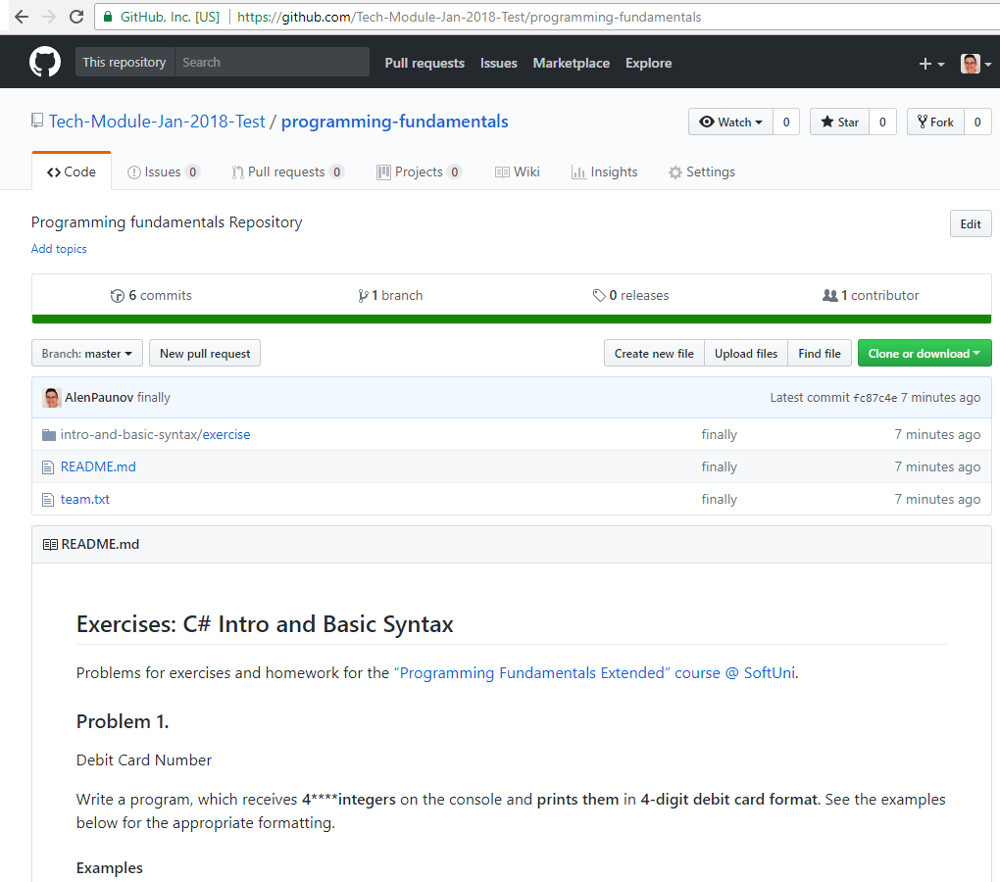 GitHub, Inc. [US] https://github.com/Tech-Module-Jan-2018-Test/programming-fundamentals
This repository Search Pull requests Issues Marketplace Explore
Tech-Module-Jan-2018-Test / programming-fundamentals Watch 0 Star 0 Fork 0
Code Issues 0 Pull requests 0 Projects 0 Wiki Insights Settings
Programming fundamentals Repository Edit
Add topics
6 commits 1 branch 0 releases 1 contributor
Branch: master New pull request Create new file Upload files Find file Clone or download
AlenPaunov finally Latest commit fc87c4e 7 minutes ago
intro-and-basic-syntax/exercise finally 7 minutes ago
README.md finally 7 minutes ago
team.txt finally 7 minutes ago
README.md
Exercises: C# Intro and Basic Syntax
Problems for exercises and homework for the “Programming Fundamentals Extended” course @ SoftUni.
Problem 1.
Debit Card Number
Write a program, which receives 4****integers on the console and prints them in 4-digit debit card format. See the examples
below for the appropriate formatting.
Examples